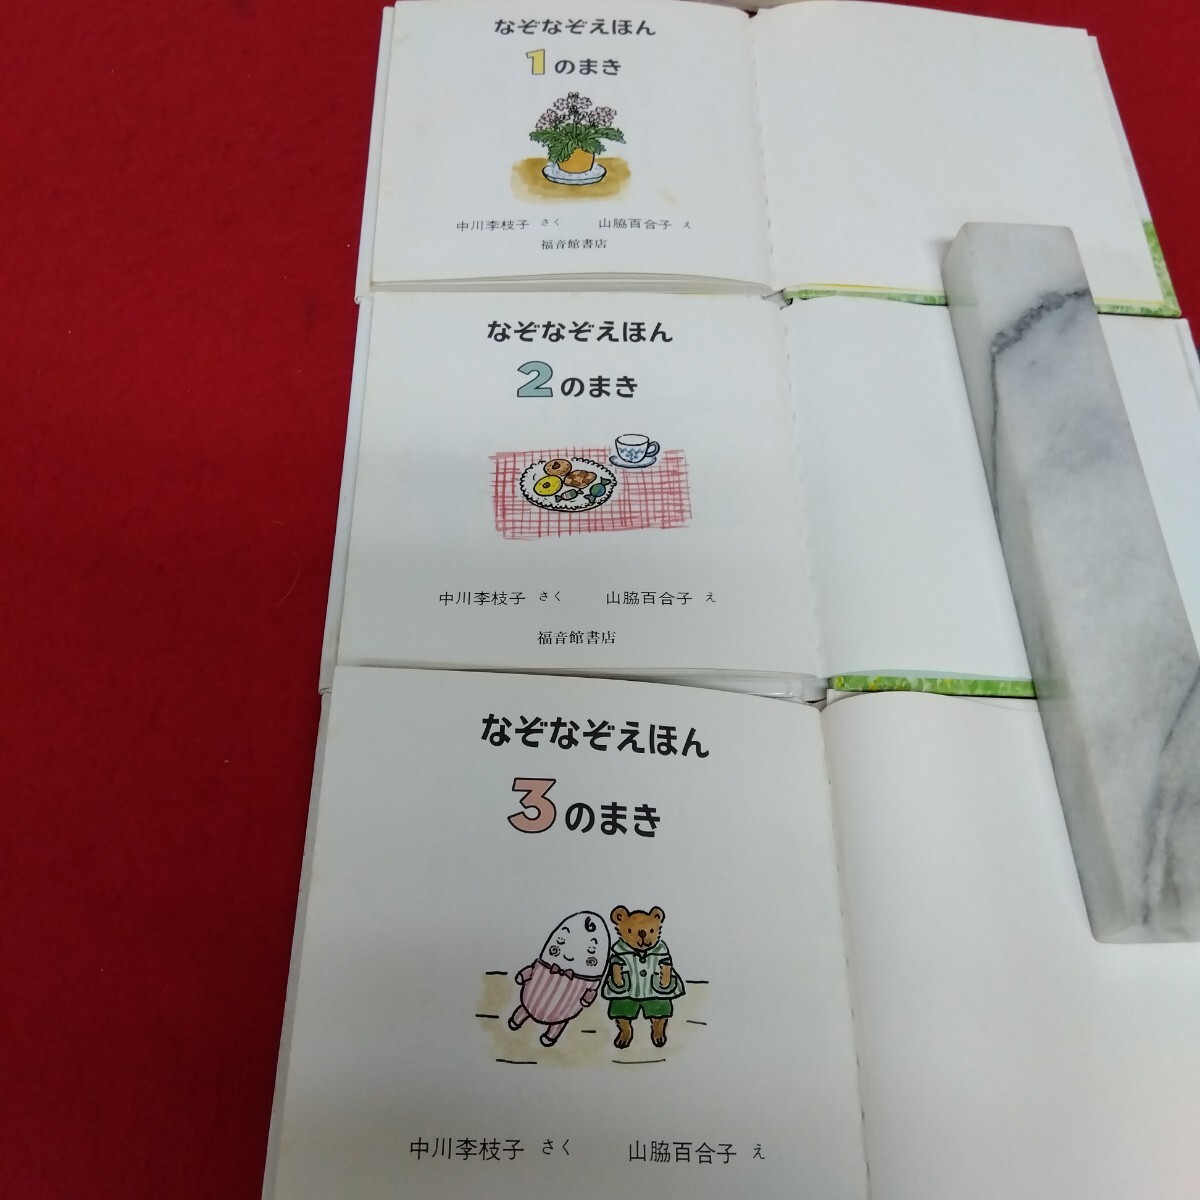 なぞなぞえほん
1のまき
中川李枝子 さく 山脇百合子 え
福音館書店
なぞなぞえほん
2のまき
中川李枝子 さく 山脇百合子 え
福音館書店
なぞなぞえほん
3のまき
中川李枝子 さく 山脇百合子 え